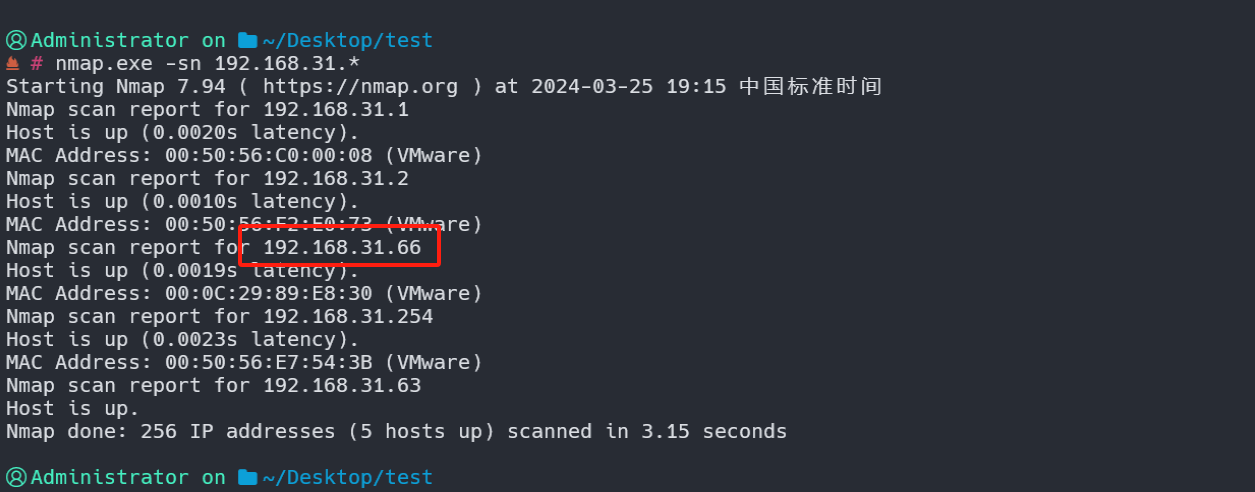 Administrator on ~/Desktop/test
# nmap.exe -sn 192.168.31.*
Starting Nmap 7.94 ( https://nmap.org ) at 2024-03-25 19:15 中国标准时间
Nmap scan report for 192.168.31.1
Host is up (0.0020s latency).
MAC Address: 00:50:56:C0:00:08 (VMware)
Nmap scan report for 192.168.31.2
Host is up (0.0010s latency).
MAC Address: 00:50:56:F2:E0:73 (VMware)
Nmap scan report for 192.168.31.66
Host is up (0.0019s latency).
MAC Address: 00:0C:29:89:E8:30 (VMware)
Nmap scan report for 192.168.31.254
Host is up (0.0023s latency).
MAC Address: 00:50:56:E7:54:3B (VMware)
Nmap scan report for 192.168.31.63
Host is up.
Nmap done: 256 IP addresses (5 hosts up) scanned in 3.15 seconds
Administrator on ~/Desktop/test